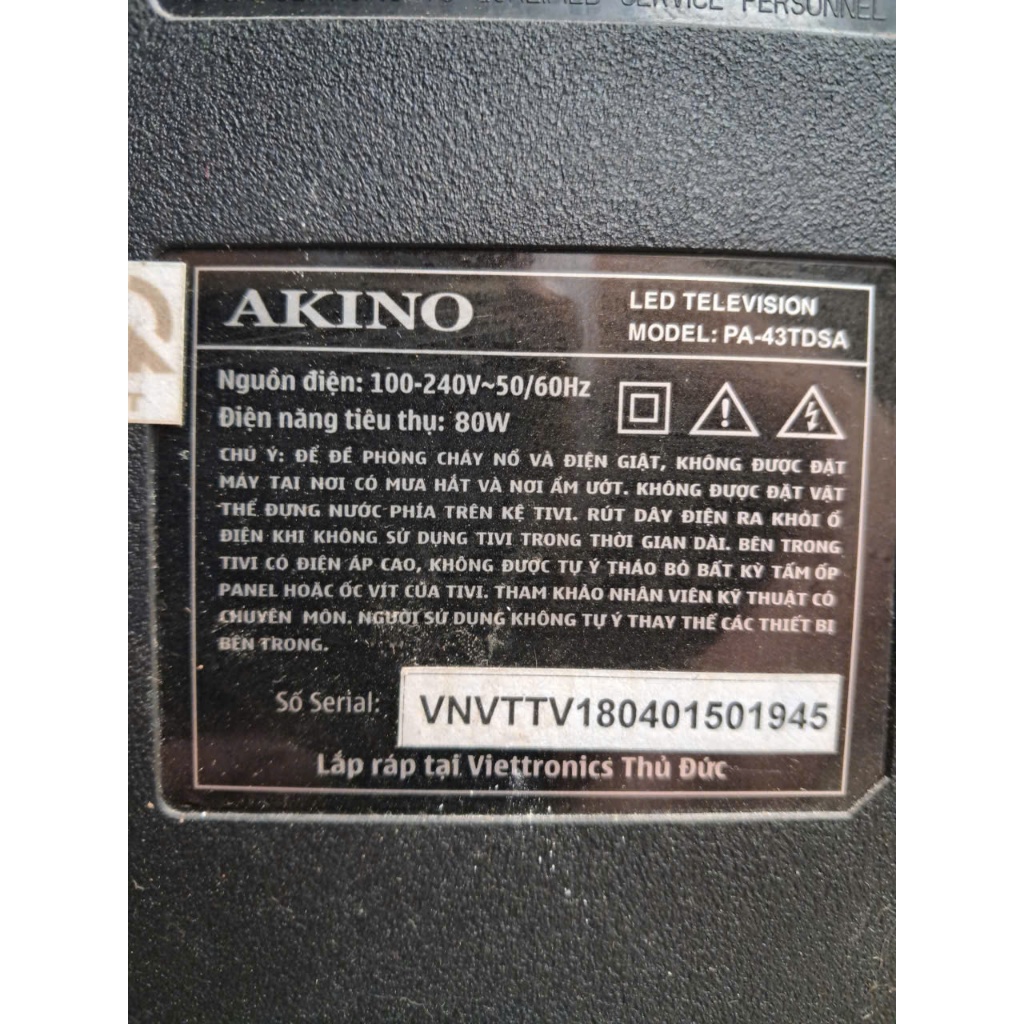 SERVICE PERSONNEL
AKINO
LED TELEVISION
MODEL: PA-43TDSA
Nguồn điện: 100-240V~50/60Hz
Điện năng tiêu thụ: 80W
CHÚ Ý: ĐỂ ĐỀ PHÒNG CHÁY NỔ VÀ ĐIỆN GIẬT, KHÔNG ĐƯỢC ĐẶT
MÁY TẠI NƠI CÓ MƯA HẮT VÀ NƠI ẨM ƯỚT. KHÔNG ĐƯỢC ĐẶT VẬT
THỂ ĐỰNG NƯỚC PHÍA TRÊN KỆ TIVI. RÚT DÂY ĐIỆN RA KHỎI Ổ
ĐIỆN KHI KHÔNG SỬ DỤNG TIVI TRONG THỜI GIAN DÀI. BÊN TRONG
TIVI CÓ ĐIỆN ÁP CAO, KHÔNG ĐƯỢC TỰ Ý THÁO BỎ BẤT KỲ TẤM ỐP
PANEL HOẶC ỐC VÍT CỦA TIVI. THAM KHẢO NHÂN VIÊN KỸ THUẬT CÓ
CHUYÊN MÔN. NGƯỜI SỬ DỤNG KHÔNG TỰ Ý THAY THẾ CÁC THIẾT BỊ
BÊN TRONG.
Số Serial: VNVTTV180401501945
Lắp ráp tại Viettronics Thủ Đức